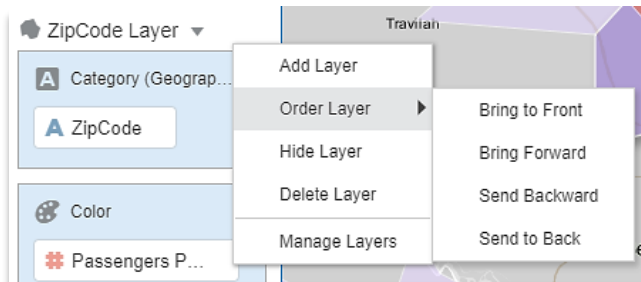 ZipCode Layer
Category (Geograp...
A ZipCode
Color
Passengers P...
Add Layer
Order Layer
Hide Layer
Delete Layer
Manage Layers
Bring to Front
Bring Forward
Send Backward
Send to Back